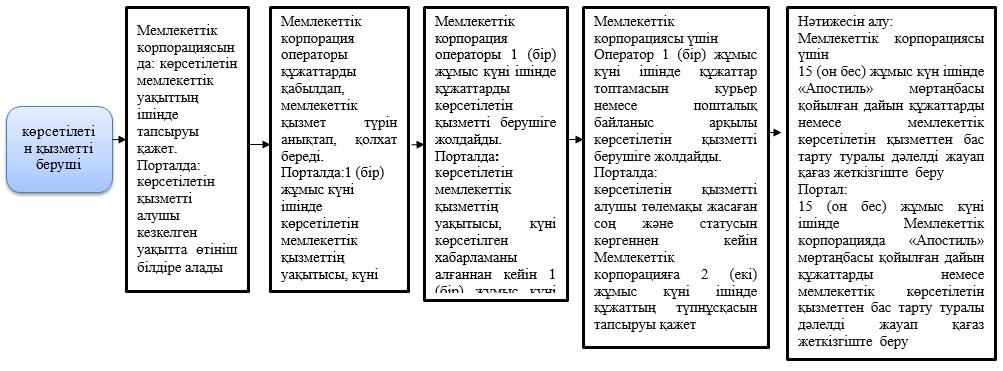 көрсетілеті
н қызметті
беруші
Мемлекеттік
корпорациясын
да: көрсетілетін
мемлекеттік
уақыттың
ішінде
тапсыруы
қажет.
Порталда:
көрсетілетін
қызметті
алушы
кезкелген
уақытта өтініш
білдіре алады
Мемлекеттік
корпорация
операторы
құжаттарды
қабылдап,
мемлекеттік
қызмет түрін
анықтап, қолхат
береді.
Порталда:1 (бір)
жұмыс күні
ішінде
көрсетілетін
мемлекеттік
қызметтің
уақытысы, күні
Мемлекеттік
корпорация
операторы 1 (бір)
жұмыс күні ішінде
құжаттарды
көрсетілетін
қызметті берушіге
жолдайды.
Порталда:
көрсетілетін
мемлекеттік
қызметтің
уақытысы, күні
көрсетілген
хабарламаны
алғаннан кейін 1
(бір) жұмыс күні
Мемлекеттік
корпорациясы үшін
Оператор 1 (бір) жұмыс
күні ішінде құжаттар
топтамасын курьер
немесе пошталық
байланыс арқылы
көрсетілетін қызметті
берушіге жолдайды.
Порталда:
көрсетілетін қызметті
алушы төлемақы жасаған
соң және статусын
көргеннен кейін
Мемлекеттік
корпорацияға 2 (екі)
жұмыс күні ішінде
құжаттың түпнұсқасын
тапсыруы қажет
Нәтижесін алу:
Мемлекеттік корпорациясы
үшін
15 (он бес) жұмыс күн ішінде
«Апостиль» мөртаңбасы
қойылған дайын құжаттарды
немесе мемлекеттік
көрсетілетін қызметтен бас
тарту туралы дәлелді жауап
қағаз жеткізгіште беру
Портал:
15 (он бес) жұмыс күні
ішінде Мемлекеттік
корпорацияда «Апостиль»
мөртаңбасы қойылған дайын
құжаттарды немесе
мемлекеттік көрсетілетін
қызметтен бас тарту туралы
дәлелді жауап қағаз
жеткізгіште беру